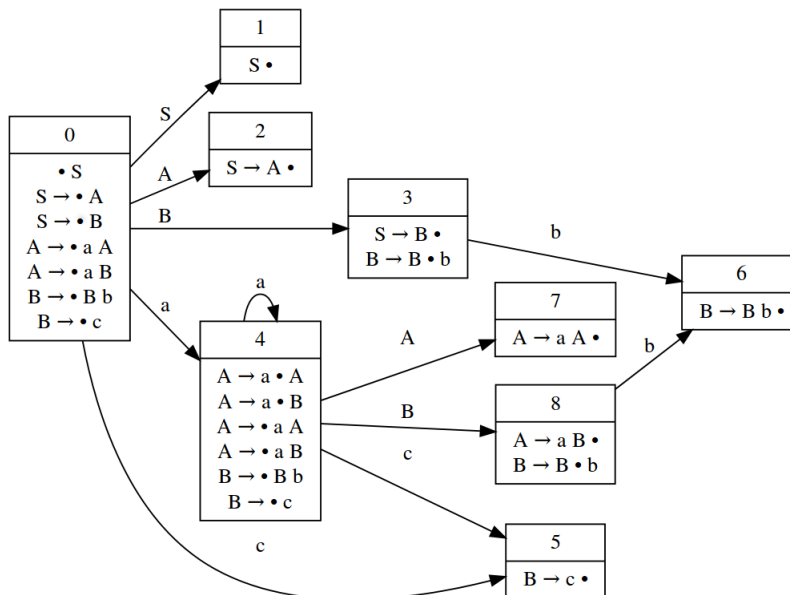 0
• S
S → • A
S → • B
A → • a A
A → • a B
B → • B b
B → • c
S
A
B
a
c
1
S •
2
S → A •
3
S → B •
B → B • b
b
a
4
A → a • A
A → a • B
A → • a A
A → • a B
B → • B b
B → • c
A
B
c
7
A → a A •
8
A → a B •
B → B • b
b
5
B → c •
6
B → B b •